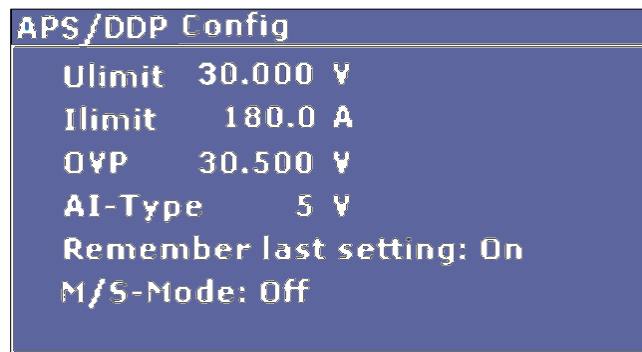 APS/DDP Config
Ulimit 30.000 V
Ilimit 180.0 A
OVP 30.500 V
AI-Type 5 V
Remember last setting: On
M/S-Mode: Off